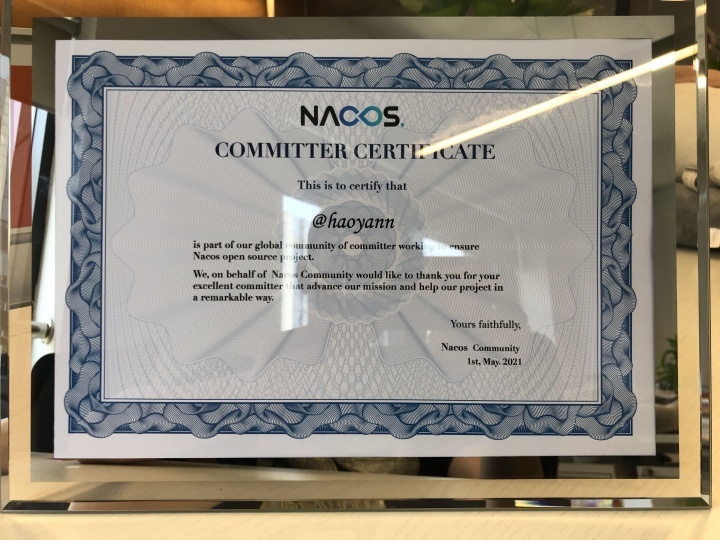 NACOS.
COMMITTER CERTIFICATE
This is to certify that
@haoyann
is part of our global community of committer working to ensure
Nacos open source project.
We, on behalf of Nacos Community would like to thank you for your
excellent committer that advance our mission and help our project in
a remarkable way.
Yours faithfully,
Nacos Community
1st, May. 2021